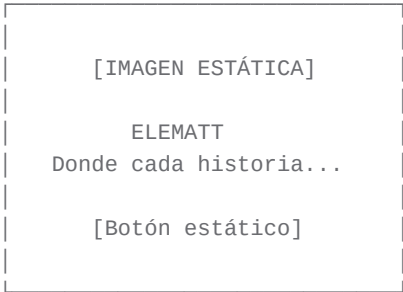 [IMAGEN ESTÁTICA]
ELEMATT
Donde cada historia...
[Botón estático]